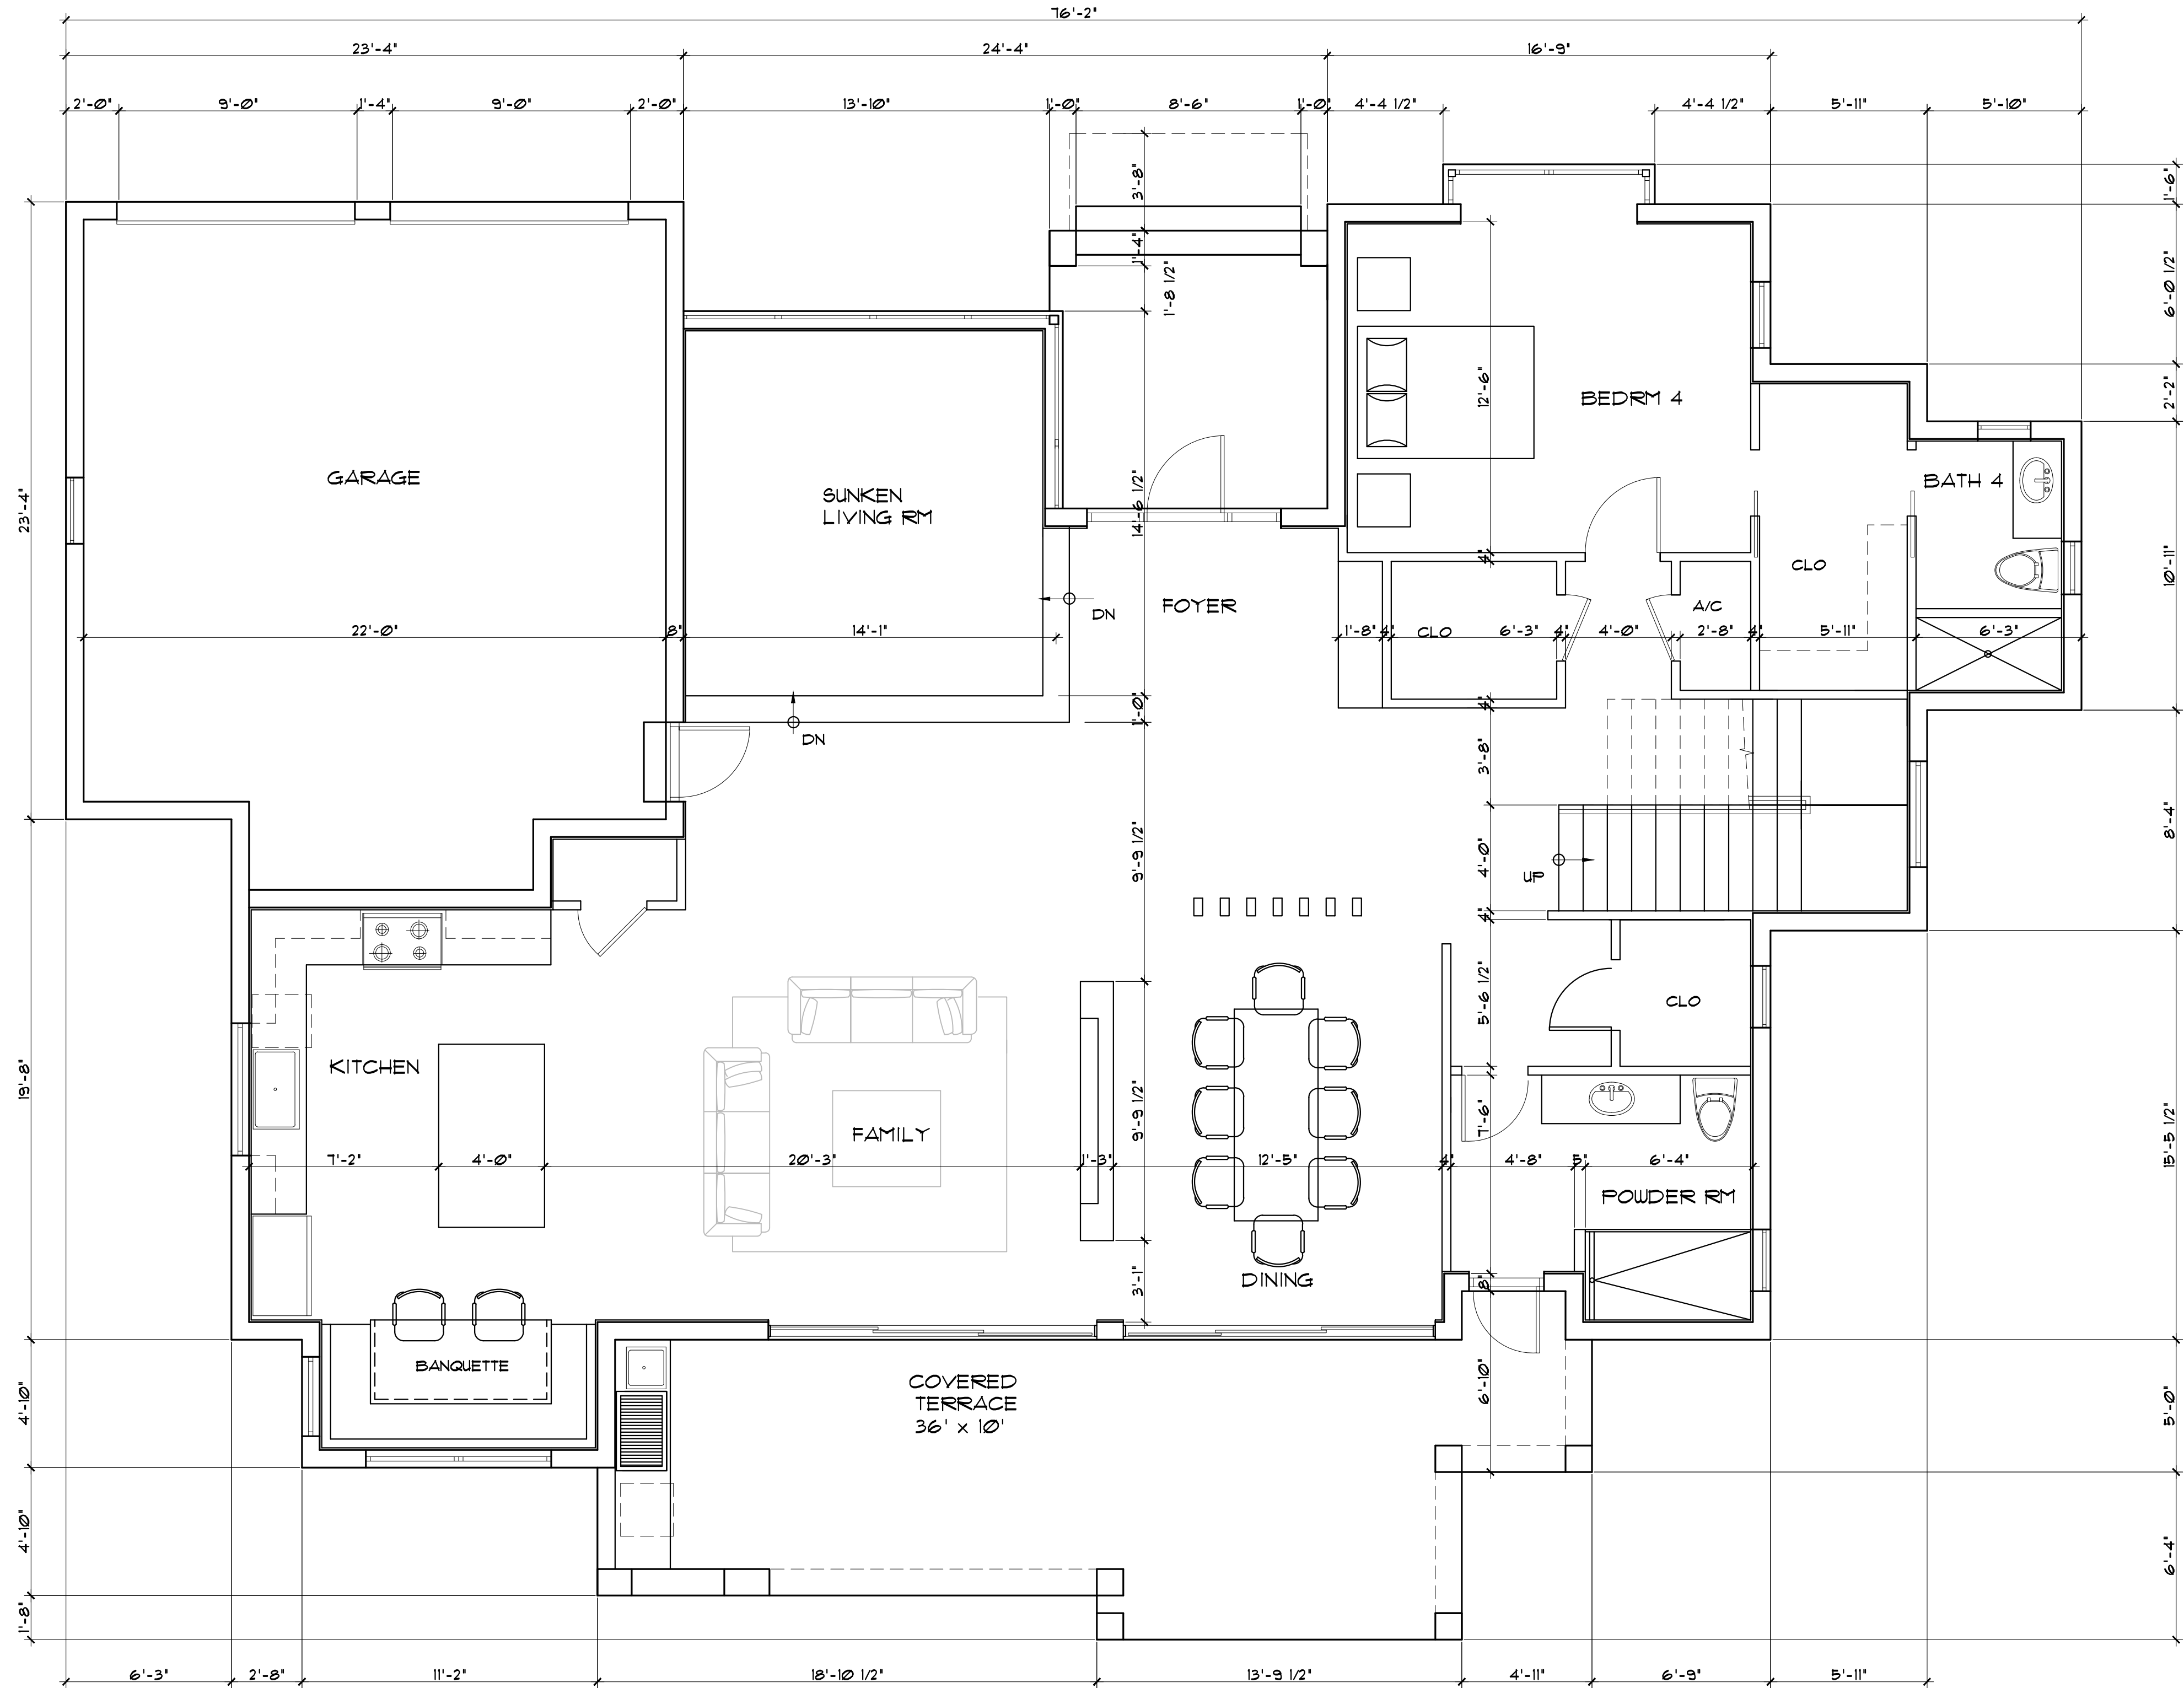 76'-2"
23'-4" 24'-4" 16'-9"
2'-0" 9'-0" 1'-4" 9'-0" 2'-0" 13'-10" 1'-0" 8'-6" 1'-0" 4'-4 1/2" 4'-4 1/2" 5'-11" 5'-10"
3'-8"
1'-6"
1'-4"
1'-8 1/2"
6'-0 1/2"
12'-6"
BEDRM 4
2'-2"
GARAGE
BATH 4
SUNKEN
LIVING RM
23'-4"
14'-6 1/2"
4"
CLO
10'-11"
FOYER
DN
A/C
22'-0" 8" 14'-1" 1'-8" 4" CLO 6'-3" 4" 4'-0" 2'-8" 4" 5'-11" 6'-3"
1'-0"
4"
DN
3'-8"
8'-4"
9'-9 1/2"
4'-0"
UP
4"
5'-6 1/2"
CLO
KITCHEN
19'-8"
9'-9 1/2"
7'-6"
FAMILY
15'-5 1/2"
7'-2" 4'-0" 20'-3" 1'-3" 12'-5" 4" 4'-8" 5" 6'-4"
POWDER RM
DINING
3'-1"
8"
BANQUETTE
COVERED
TERRACE
36' x 10'
4'-10"
6'-10"
5'-0"
4'-10"
6'-4"
1'-8"
6'-3" 2'-8" 11'-2" 18'-10 1/2" 13'-9 1/2" 4'-11" 6'-9" 5'-11"